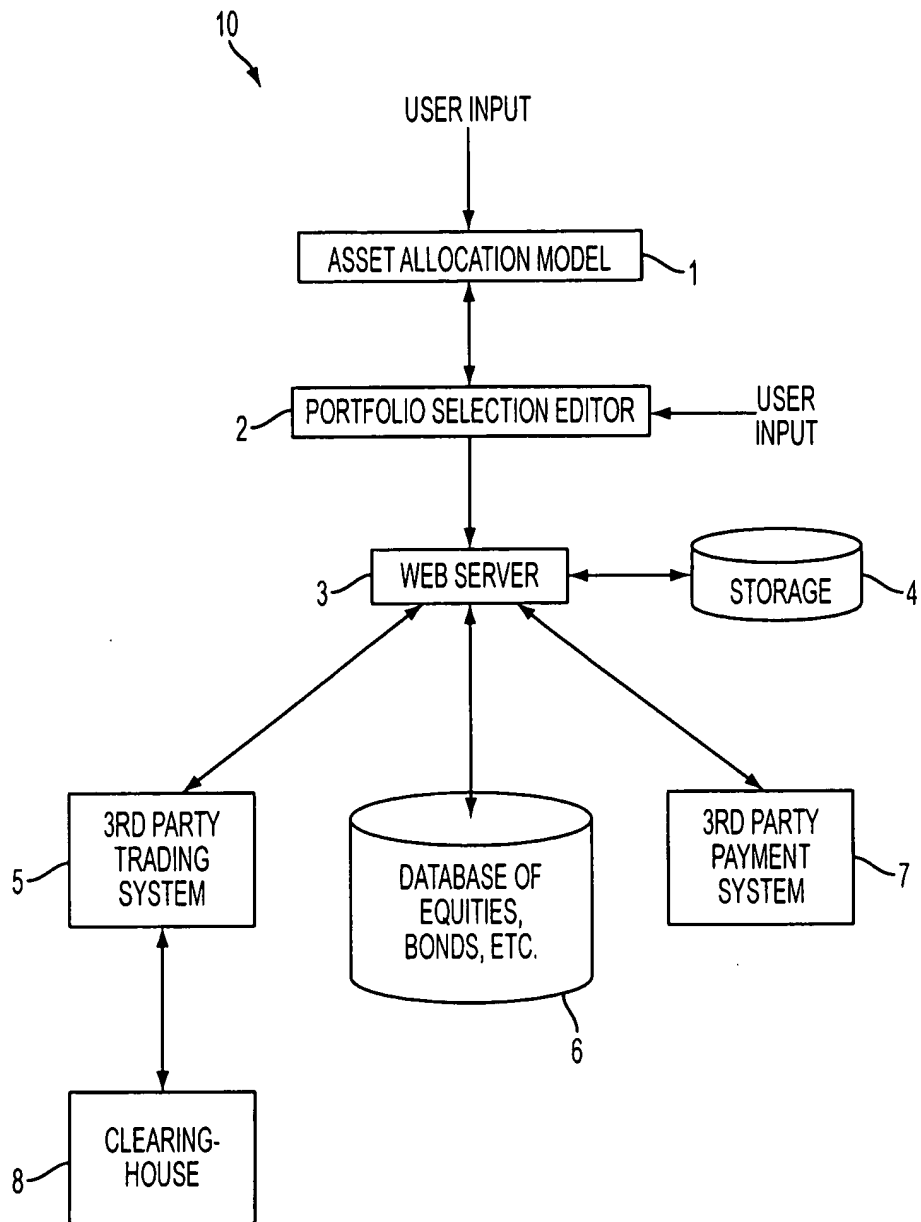 10
USER INPUT
ASSET ALLOCATION MODEL
1
PORTFOLIO SELECTION EDITOR
2
USER
INPUT
WEB SERVER
3
STORAGE
4
3RD PARTY
TRADING
SYSTEM
5
DATABASE OF
EQUITIES,
BONDS, ETC.
6
3RD PARTY
PAYMENT
SYSTEM
7
CLEARING-
HOUSE
8